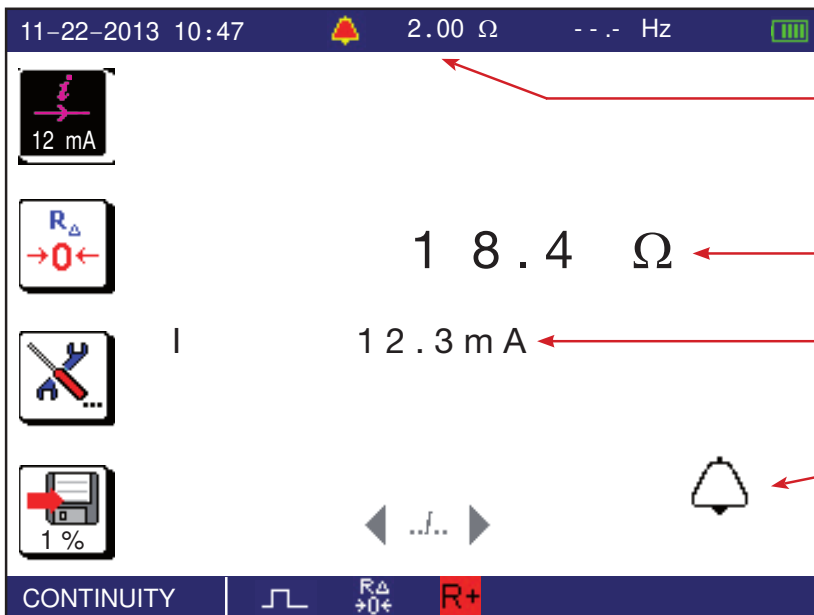 11-22-2013 10:47 2.00 Ω - - .- Hz
i
12 mA
R△
→0←
18.4 Ω
I 12.3mA
...
1 %
../..
CONTINUITY R△ →0← R+